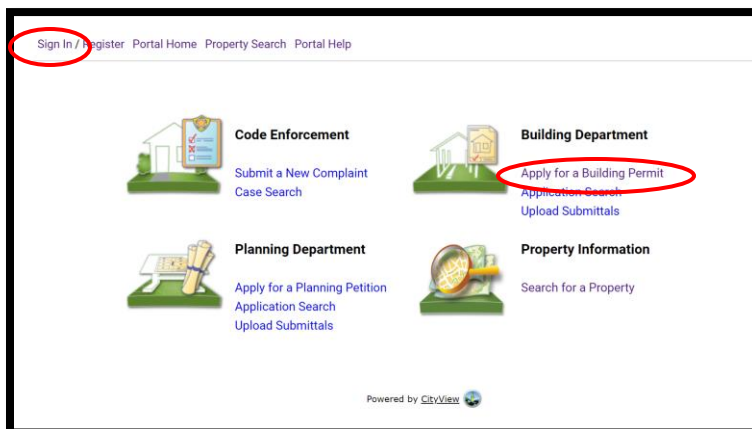 Sign In / Register Portal Home Property Search Portal Help
Code Enforcement
Submit a New Complaint
Case Search
Building Department
Apply for a Building Permit
Application Search
Upload Submittals
Planning Department
Apply for a Planning Petition
Application Search
Upload Submittals
Property Information
Search for a Property
Powered by CityView